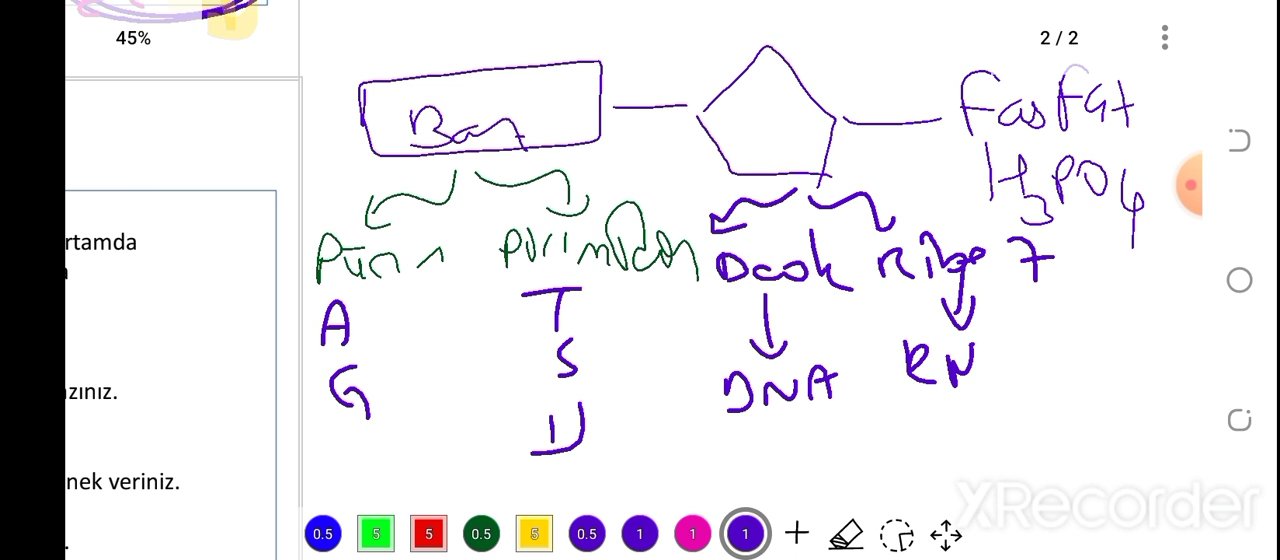 45%
2 / 2
Baz
Fosfat
H3PO4
rtamda
Pürin
Deok
Riboz
A
T
G
S
U
DNA
RN
zınız.
nek veriniz.
0.5
5
5
0.5
5
0.5
1
1
1
XRecorder